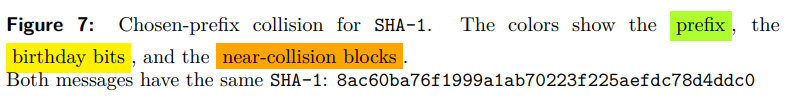 Figure 7: Chosen-prefix collision for SHA-1. The colors show the prefix, the
birthday bits, and the near-collision blocks.
Both messages have the same SHA-1: 8ac60ba76f1999a1ab70223f225aefdc78d4ddc0